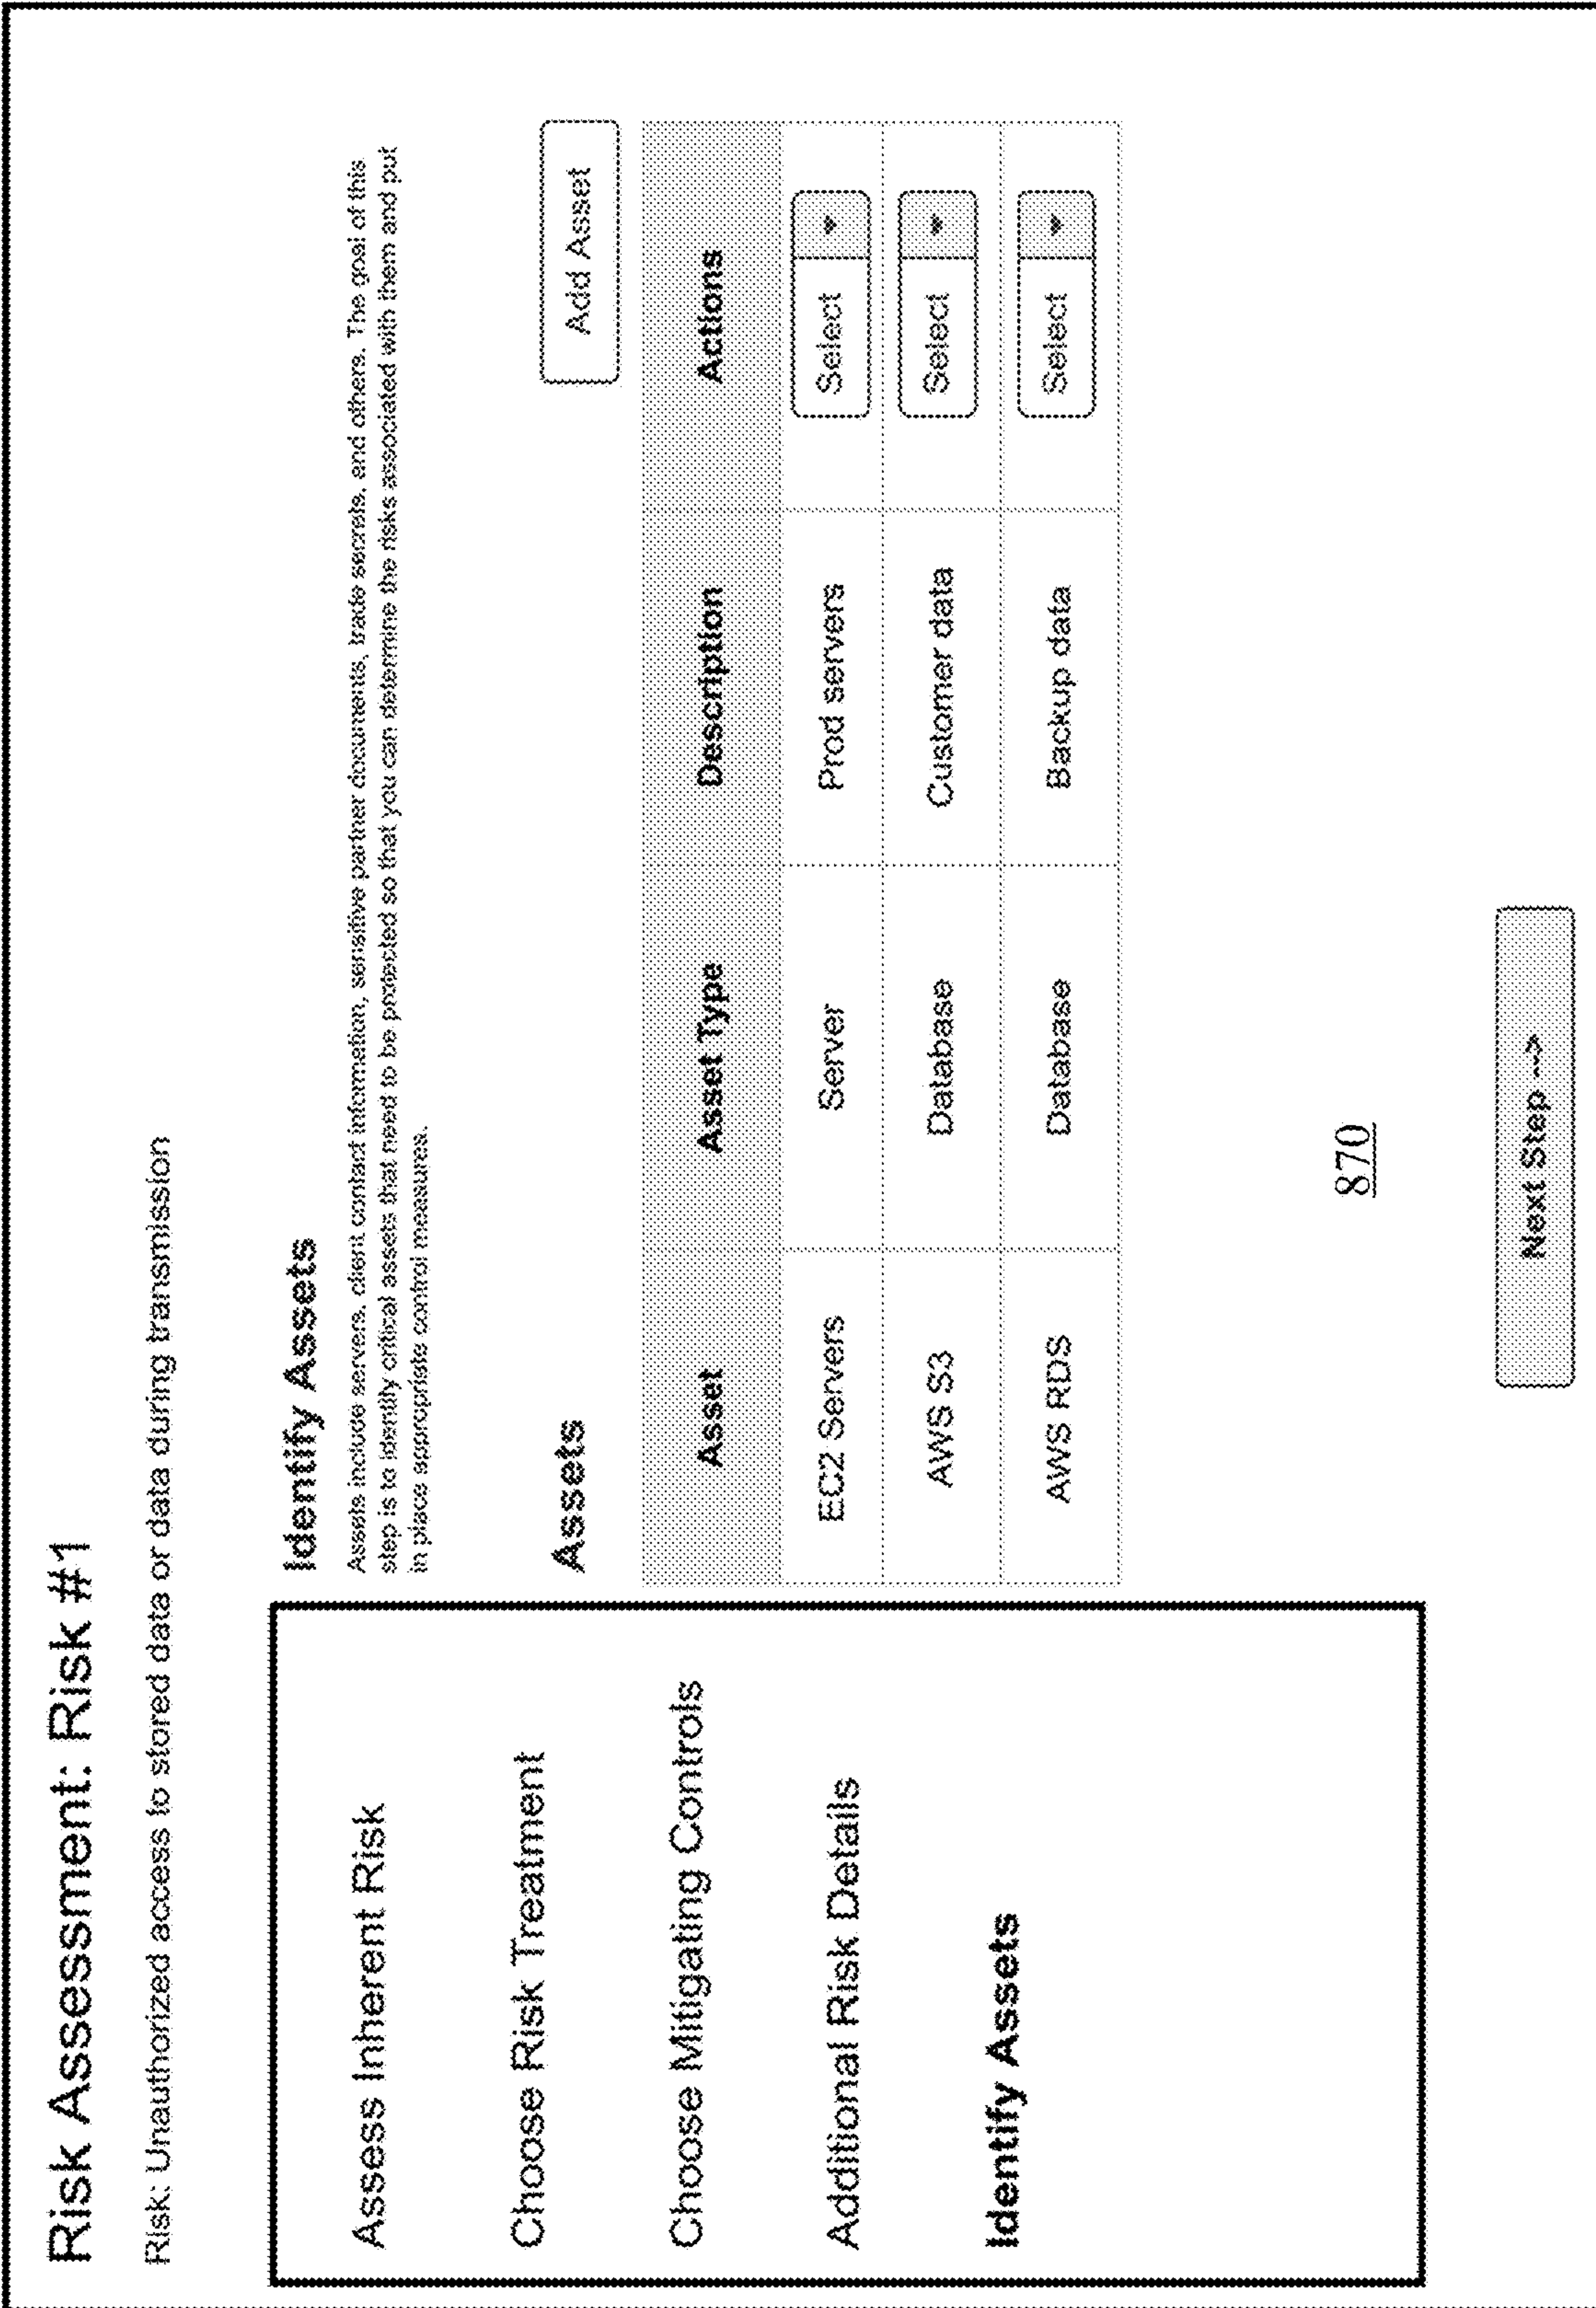 Risk Assessment: Risk #1
Risk: Unauthorized access to stored data or data during transmission
Assess Inherent Risk
Choose Risk Treatment
Choose Mitigating Controls
Additional Risk Details
Identify Assets
Identify Assets
Assets include servers, client contact information, sensitive partner documents, trade secrets, and others. The goal of this
step is to identify critical assets that need to be protected so that you can determine the risks associated with them and put
in place appropriate control measures.
Assets
Add Asset
Asset Asset Type Description Actions
EC2 Servers Server Prod servers Select
AWS S3 Database Customer data Select
AWS RDS Database Backup data Select
870
Next Step -->